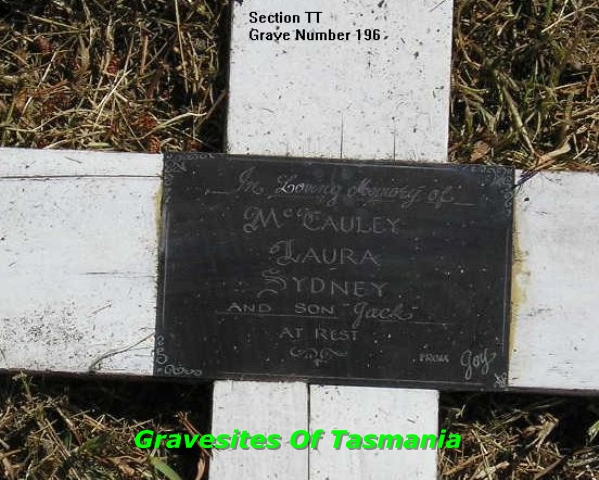 Section TT
Grave Number 196
In Loving Memory of
McCAULEY
LAURA
SYDNEY
AND SON Jack
AT REST
FROM Joy
Gravesites Of Tasmania